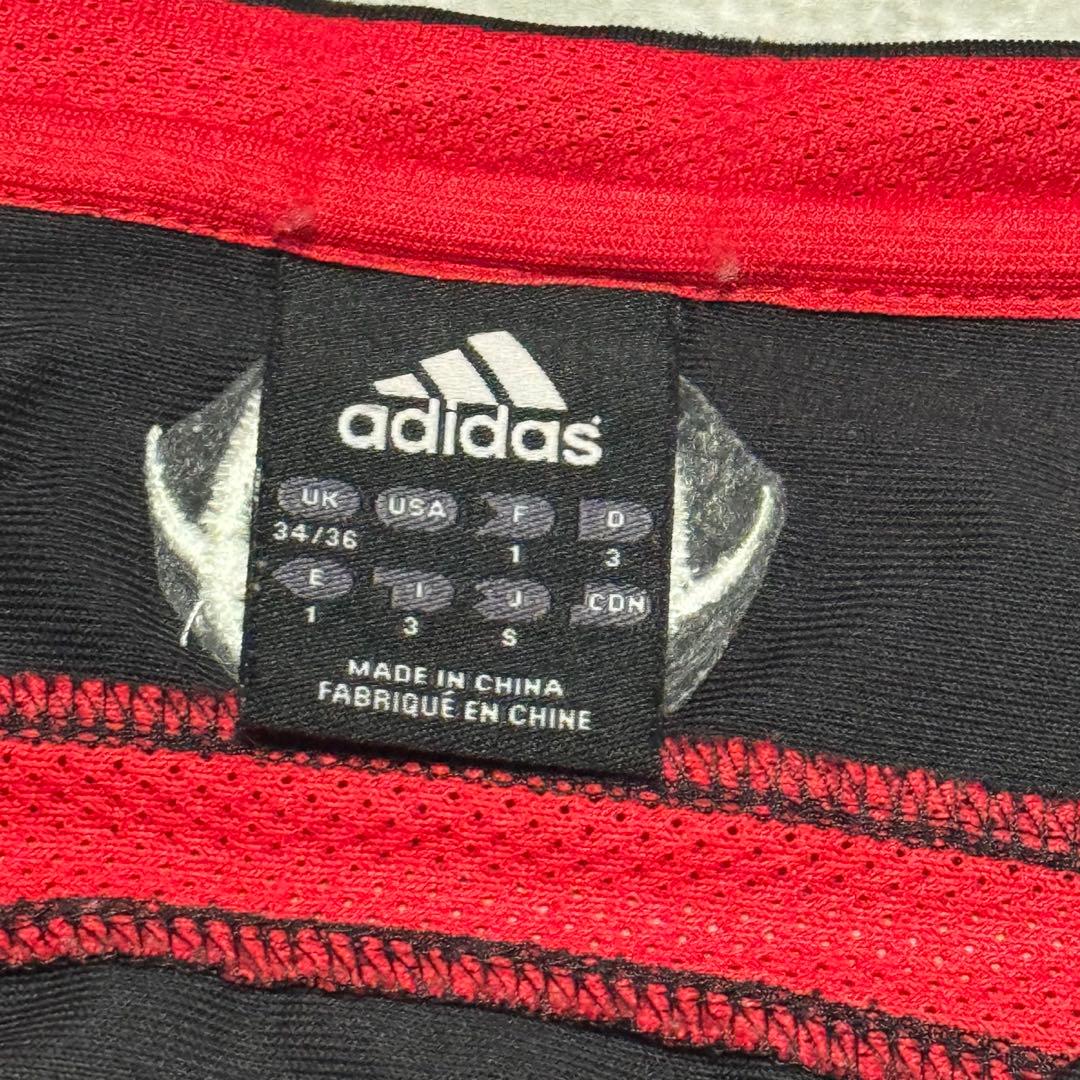 adidas
UK USA F D
34/36 1 3
E I J CDN
1 3 S
MADE IN CHINA
FABRIQUÉ EN CHINE